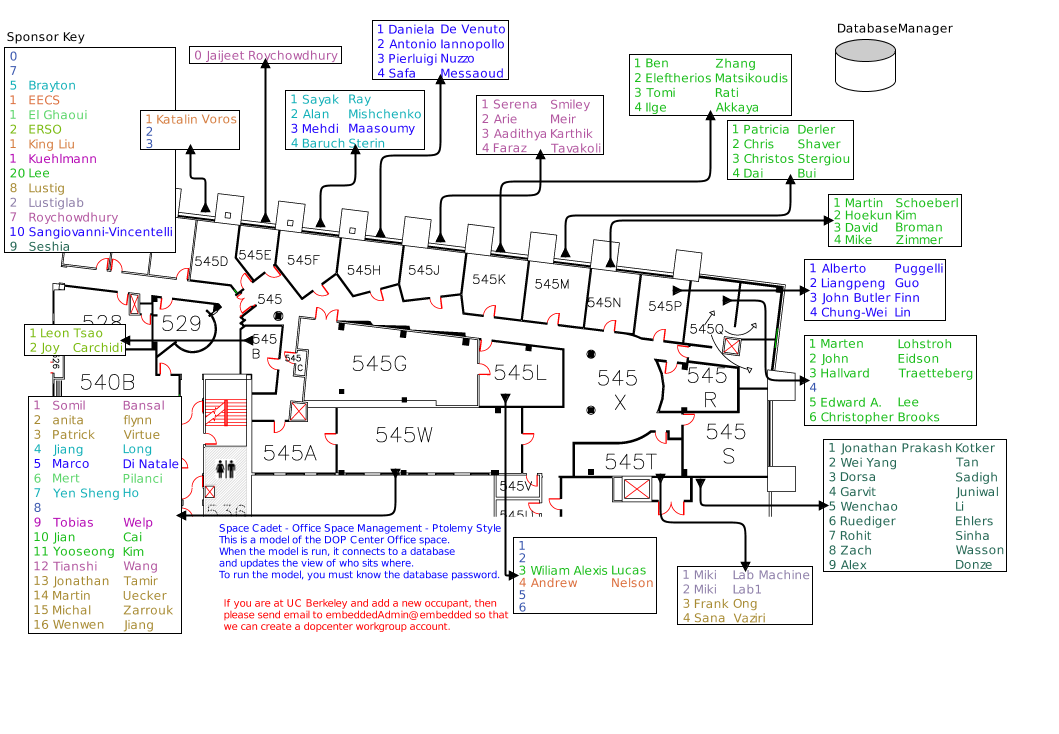 DatabaseManager
Sponsor Key
0
7
5 Brayton
1 EECS
1 El Ghaoui
2 ERSO
1 King Liu
1 Kuehlmann
20 Lee
8 Lustig
2 Lustiglab
7 Roychowdhury
10 Sangiovanni-Vincentelli
9 Seshia
0 Jaijeet Roychowdhury
1 Katalin Voros
2
3
1 Daniela De Venuto
2 Antonio Iannopollo
3 Pierluigi Nuzzo
4 Safa Messaoud
1 Sayak Ray
2 Alan Mishchenko
3 Mehdi Maasoumy
4 Baruch Sterin
1 Serena Smiley
2 Arie Meir
3 Aadithya Karthik
4 Faraz Tavakoli
1 Ben Zhang
2 Eleftherios Matsikoudis
3 Tomi Rati
4 Ilge Akkaya
1 Patricia Derler
2 Chris Shaver
3 Christos Stergiou
4 Dai Bui
1 Martin Schoeberl
2 Hoekun Kim
3 David Broman
4 Mike Zimmer
1 Alberto Puggelli
2 Liangpeng Guo
3 John Butler Finn
4 Chung-Wei Lin
1 Marten Lohstroh
2 John Eidson
3 Hallvard Traetteberg
4
5 Edward A. Lee
6 Christopher Brooks
1 Jonathan Prakash Kotker
2 Wei Yang Tan
3 Dorsa Sadigh
4 Garvit Juniwal
5 Wenchao Li
6 Ruediger Ehlers
7 Rohit Sinha
8 Zach Wasson
9 Alex Donze
545D
545E
545F
545H
545J
545K
545M
545N
545P
545Q
545
528
529
545
B
545
C
545G
545L
545
X
545
R
545
S
540B
545A
545W
545T
545V
545U
536
26
1 Leon Tsao
2 Joy Carchidi
1 Somil Bansal
2 anita flynn
3 Patrick Virtue
4 Jiang Long
5 Marco Di Natale
6 Mert Pilanci
7 Yen Sheng Ho
8
9 Tobias Welp
10 Jian Cai
11 Yooseong Kim
12 Tianshi Wang
13 Jonathan Tamir
14 Martin Uecker
15 Michal Zarrouk
16 Wenwen Jiang
Space Cadet - Office Space Management - Ptolemy Style
This is a model of the DOP Center Office space.
When the model is run, it connects to a database
and updates the view of who sits where.
To run the model, you must know the database password.
If you are at UC Berkeley and add a new occupant, then
please send email to embeddedAdmin@embedded so that
we can create a dopcenter workgroup account.
1
2
3 Wiliam Alexis Lucas
4 Andrew Nelson
5
6
1 Miki Lab Machine
2 Miki Lab1
3 Frank Ong
4 Sana Vaziri